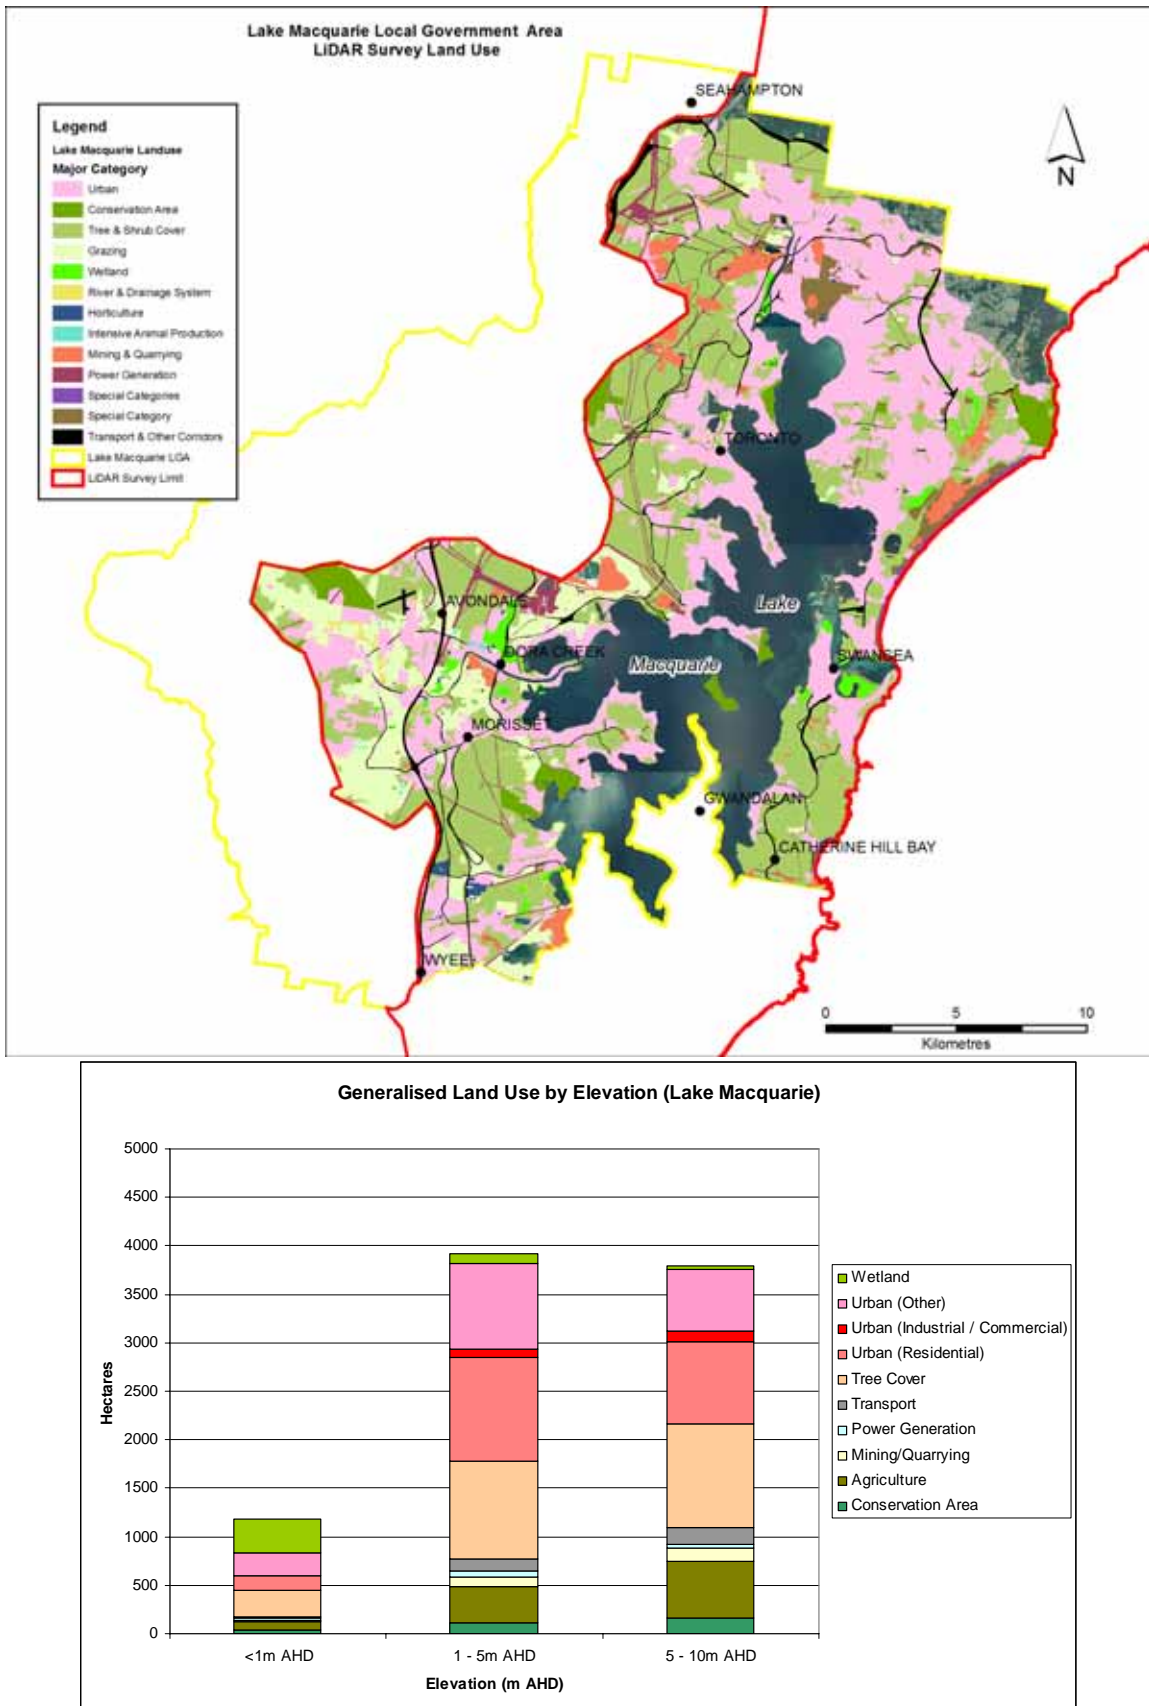 Lake Macquarie Local Government Area
LiDAR Survey Land Use
Legend
Lake Macquarie Landuse
Major Category
Urban
Conservation Area
Tree & Shrub Cover
Grazing
Wetland
River & Drainage System
Horticulture
Intensive Animal Production
Mining & Quarrying
Power Generation
Special Categories
Special Category
Transport & Other Corridors
Lake Macquarie LGA
LiDAR Survey Limit
SEAHAMPTON
N
TORONTO
Lake
AVONDALE
DORA CREEK
Macquarie
SWANSEA
MORISSET
GWANDALAN
CATHERINE HILL BAY
WYEE
0 5 10
Kilometres
Generalised Land Use by Elevation (Lake Macquarie)
5000
4500
4000
3500
3000
2500
2000
1500
1000
500
0
Hectares
<1m AHD
1 - 5m AHD
5 - 10m AHD
Elevation (m AHD)
Wetland
Urban (Other)
Urban (Industrial / Commercial)
Urban (Residential)
Tree Cover
Transport
Power Generation
Mining/Quarrying
Agriculture
Conservation Area